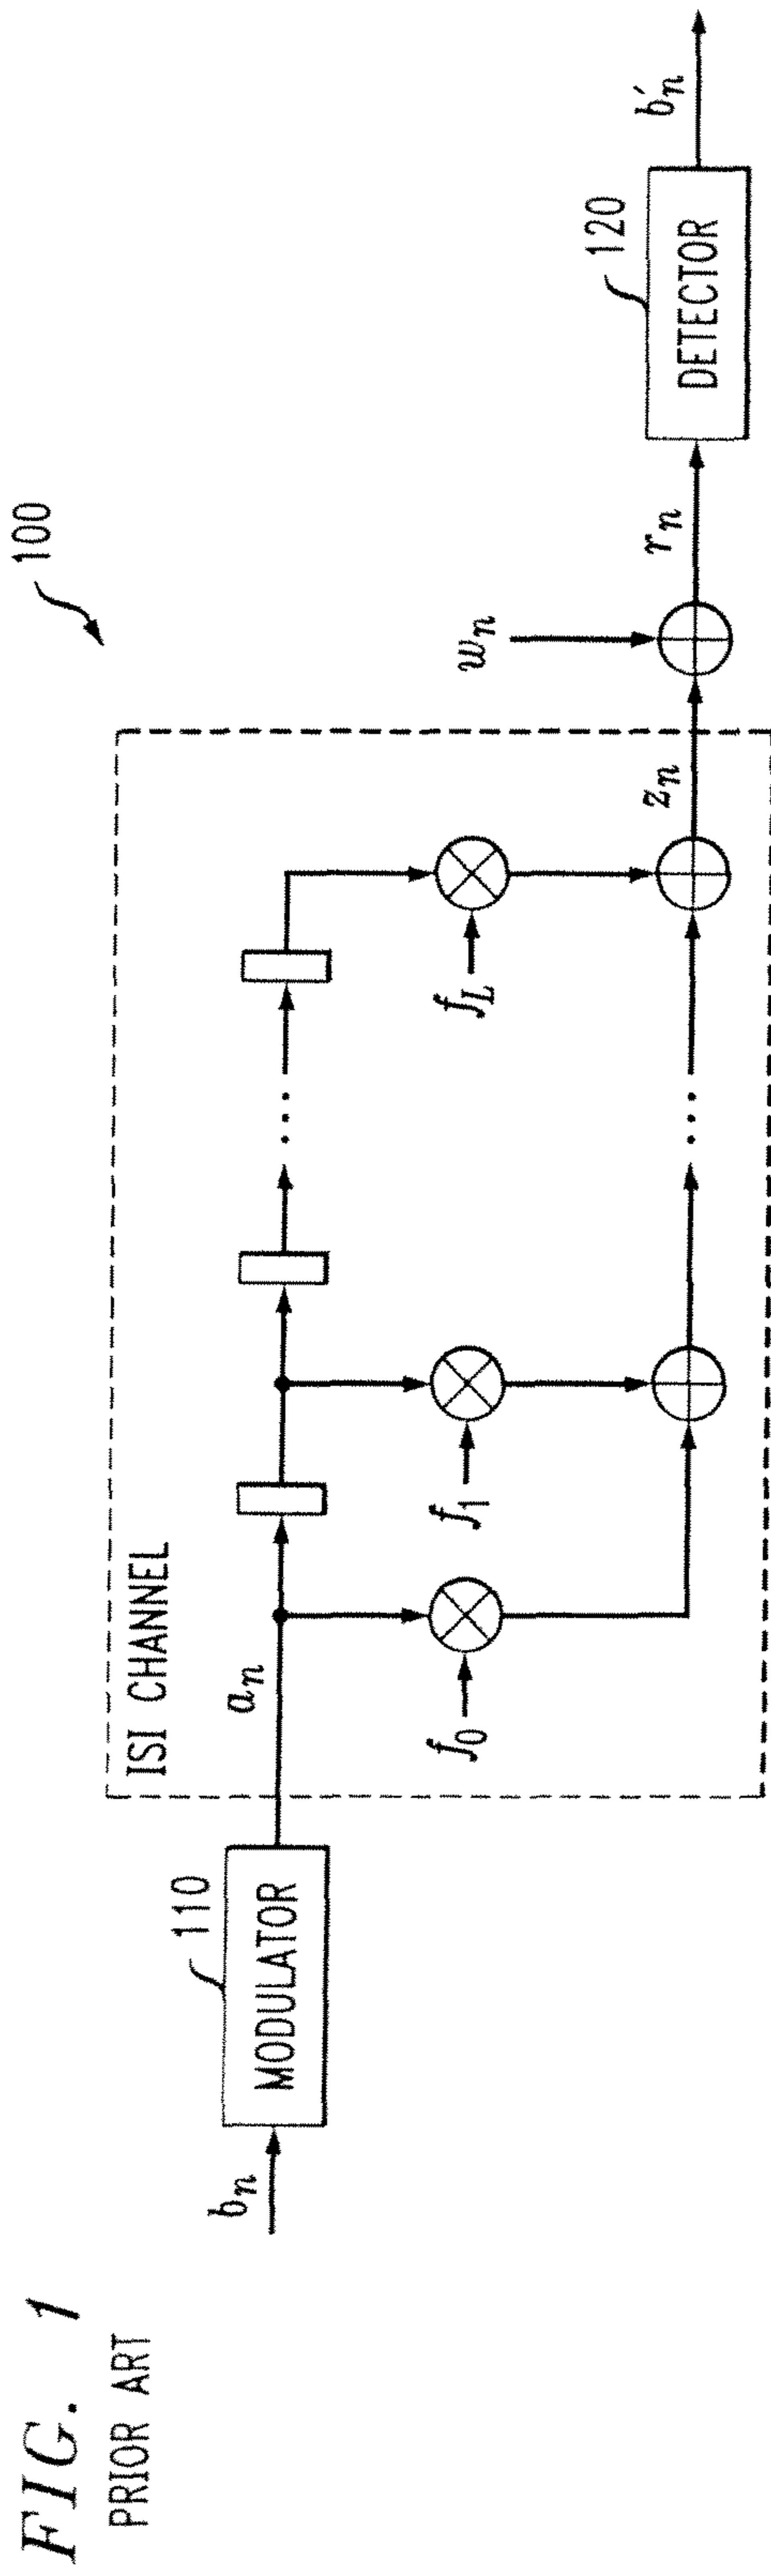 FIG. 1
PRIOR ART
100
ISI CHANNEL
b_n
110
MODULATOR
a_n
f_0
f_1
f_L
...
...
z_n
w_n
r_n
120
DETECTOR
b'_n